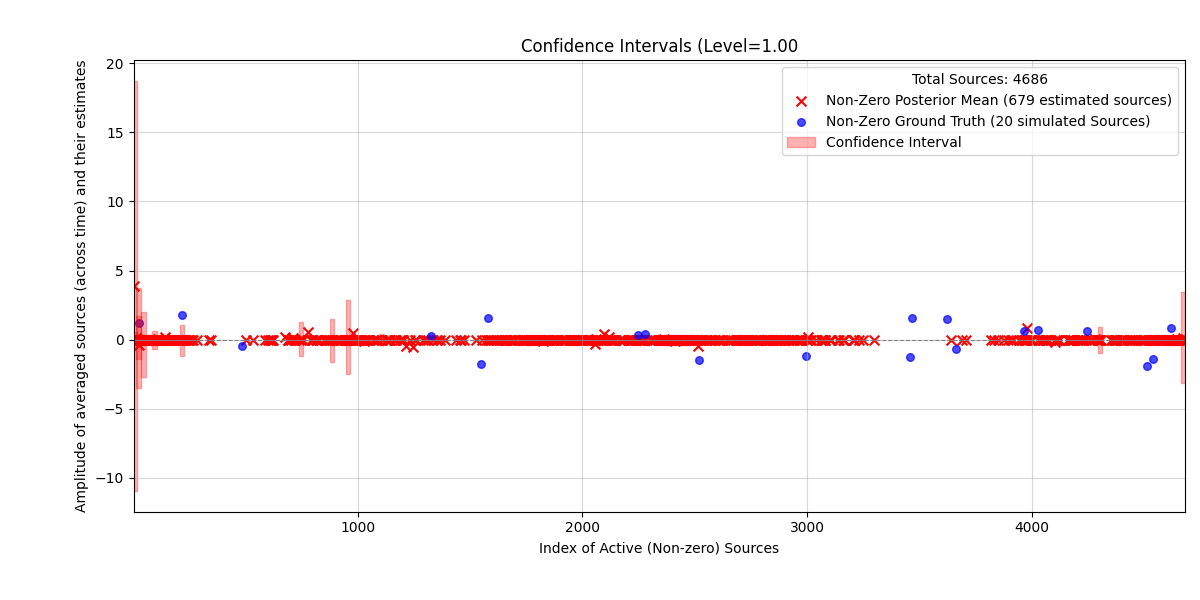 Confidence Intervals (Level=1.00
Amplitude of averaged sources (across time) and their estimates
20
15
10
5
0
−5
−10
Total Sources: 4686
Non-Zero Posterior Mean (679 estimated sources)
Non-Zero Ground Truth (20 simulated Sources)
Confidence Interval
1000 2000 3000 4000
Index of Active (Non-zero) Sources